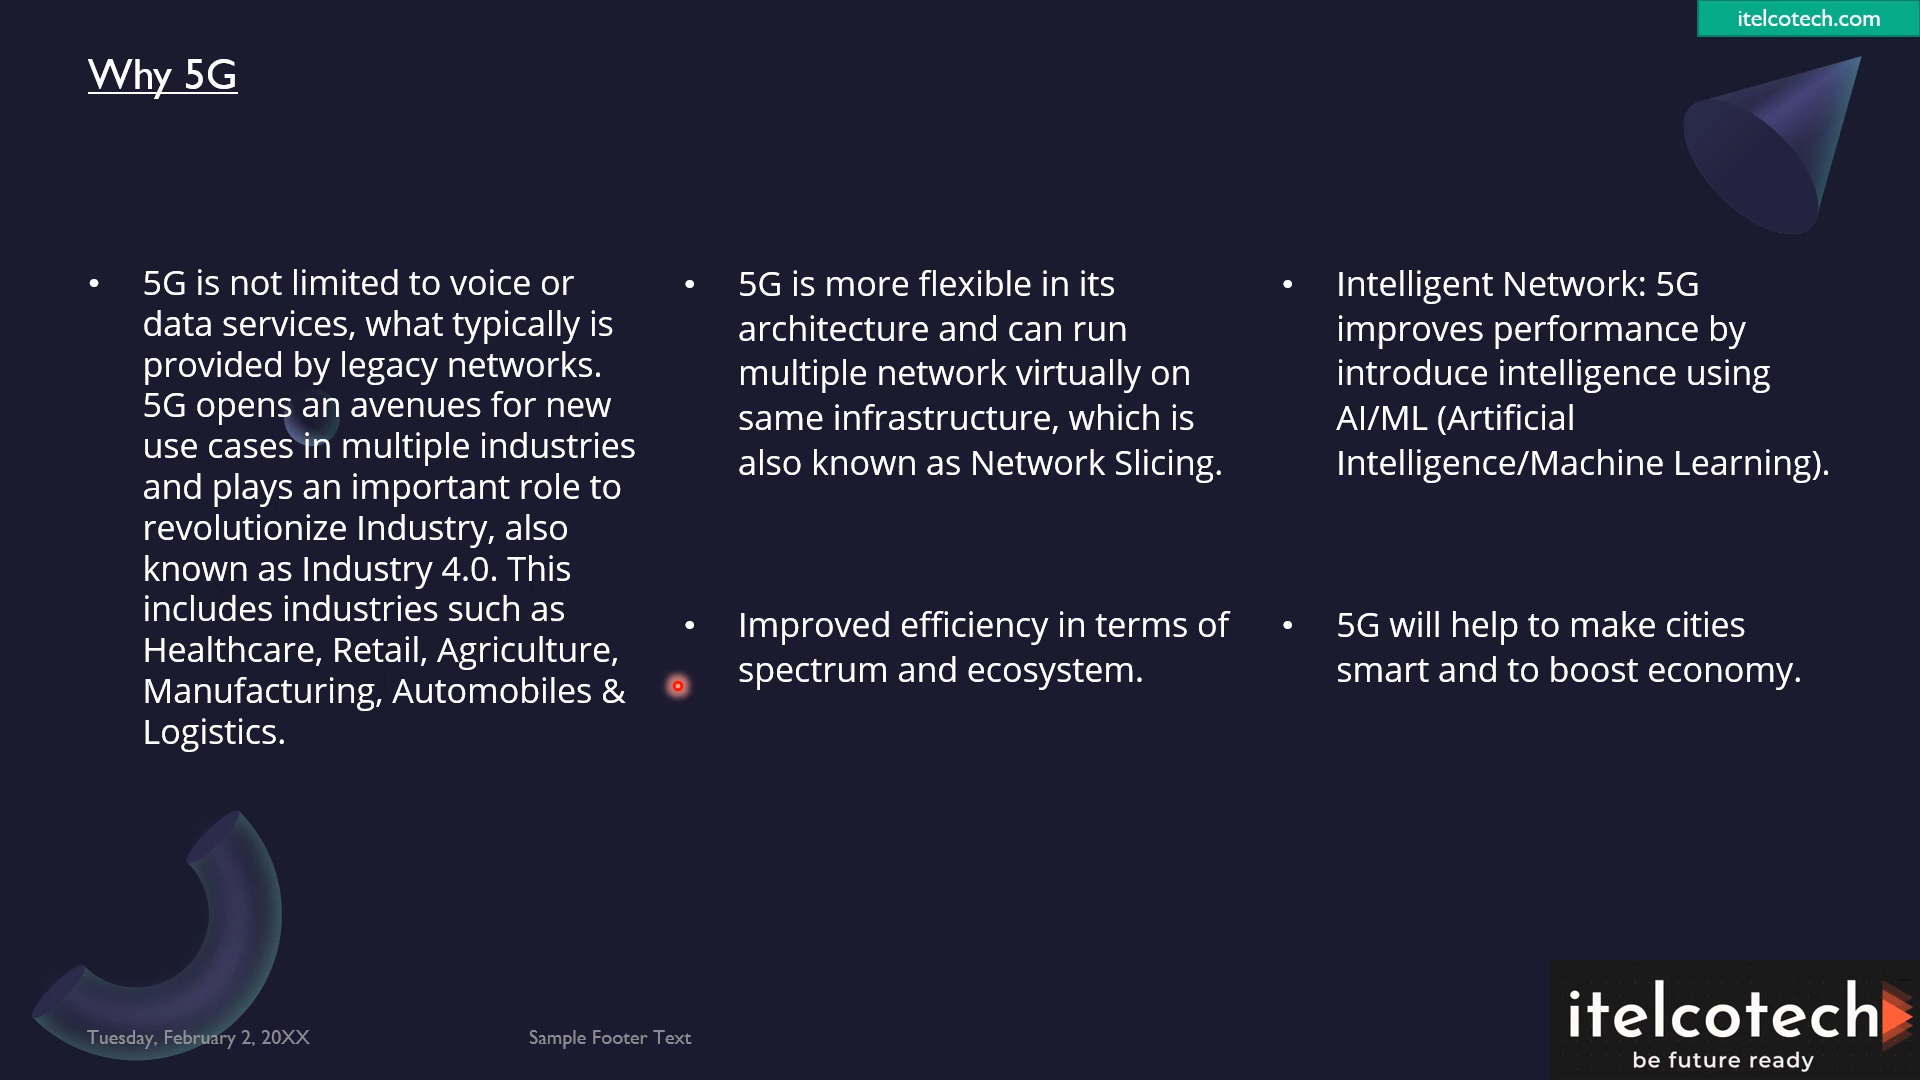 itelcotech.com
Why 5G
• 5G is not limited to voice or
data services, what typically is
provided by legacy networks.
5G opens an avenues for new
use cases in multiple industries
and plays an important role to
revolutionize Industry, also
known as Industry 4.0. This
includes industries such as
Healthcare, Retail, Agriculture,
Manufacturing, Automobiles &
Logistics.
• 5G is more flexible in its
architecture and can run
multiple network virtually on
same infrastructure, which is
also known as Network Slicing.
• Improved efficiency in terms of
spectrum and ecosystem.
• Intelligent Network: 5G
improves performance by
introduce intelligence using
AI/ML (Artificial
Intelligence/Machine Learning).
• 5G will help to make cities
smart and to boost economy.
Tuesday, February 2, 20XX
Sample Footer Text
itelcotech
be future ready